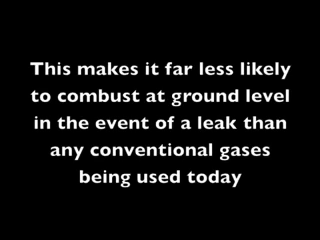 This makes it far less likely
to combust at ground level
in the event of a leak than
any conventional gases
being used today